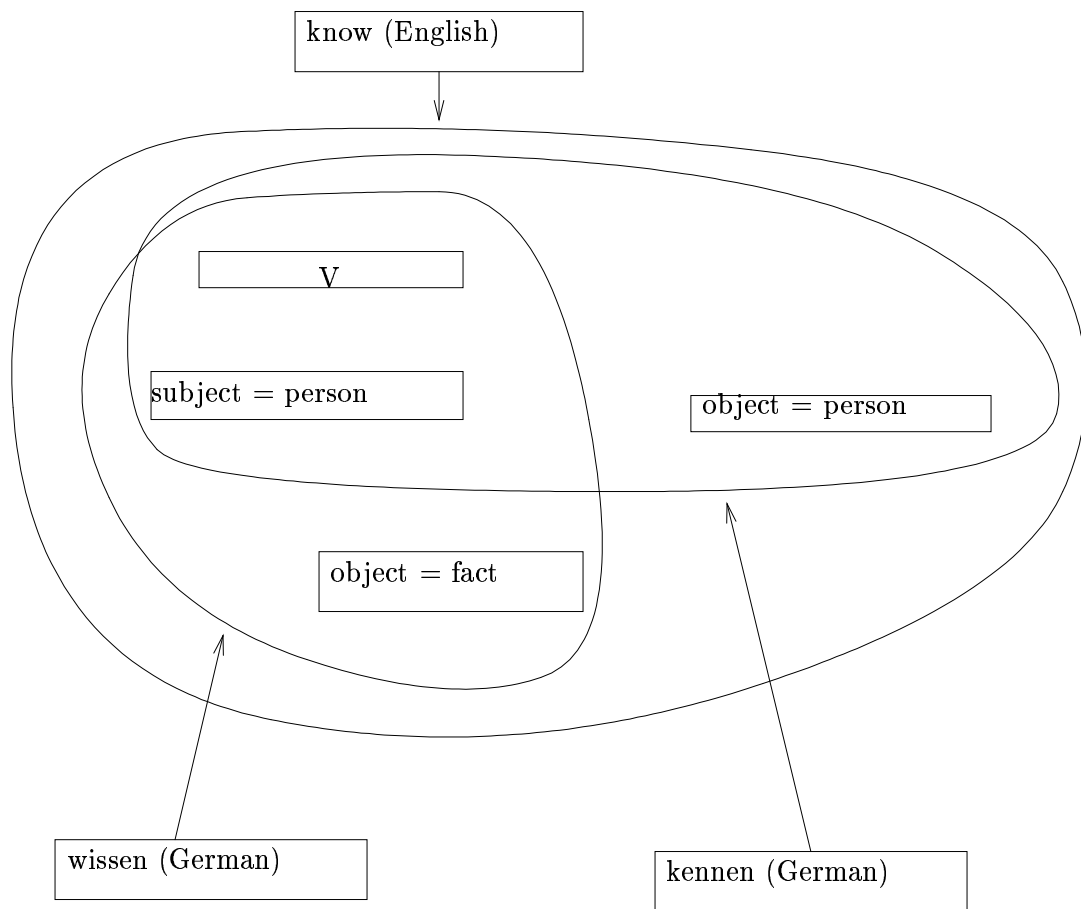 know (English)
V
subject = person
object = person
object = fact
wissen (German)
kennen (German)